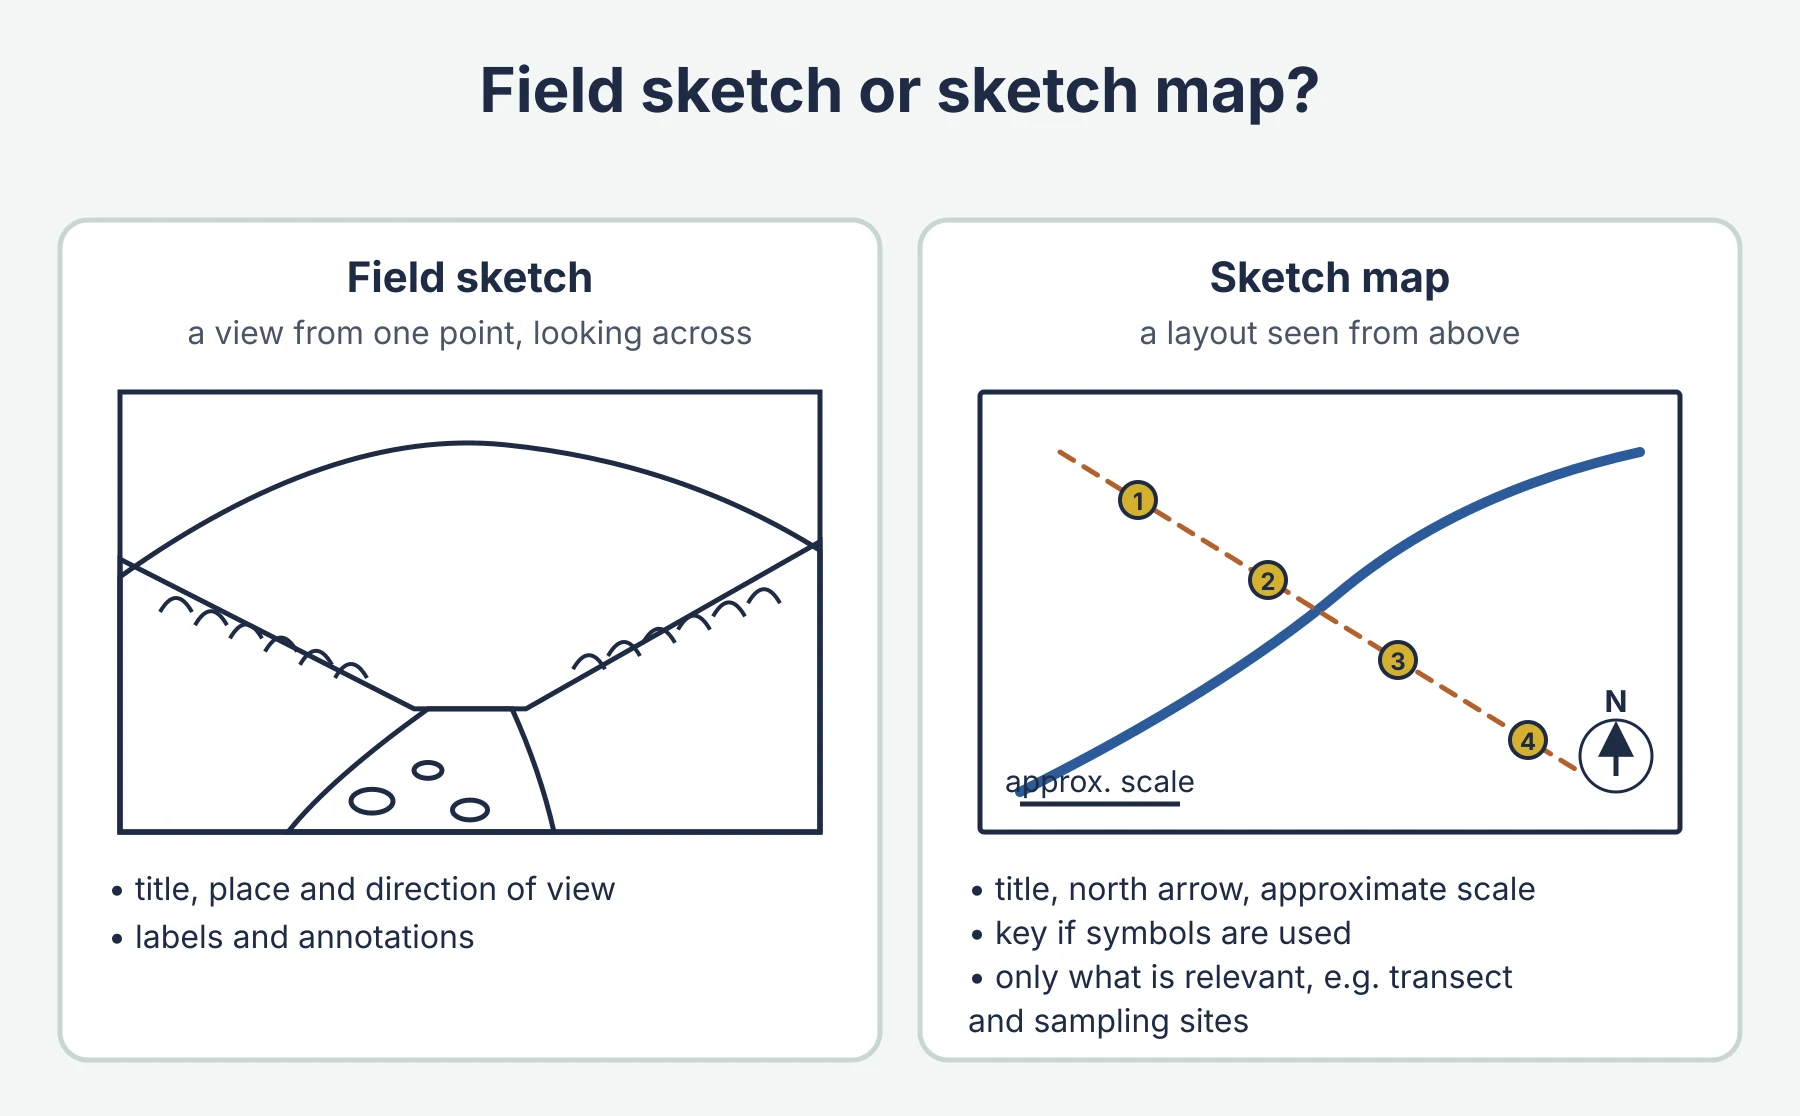 Field sketch or sketch map?
Field sketch
a view from one point, looking across
• title, place and direction of view
• labels and annotations
Sketch map
a layout seen from above
1
2
3
4
N
approx. scale
• title, north arrow, approximate scale
• key if symbols are used
• only what is relevant, e.g. transect
and sampling sites